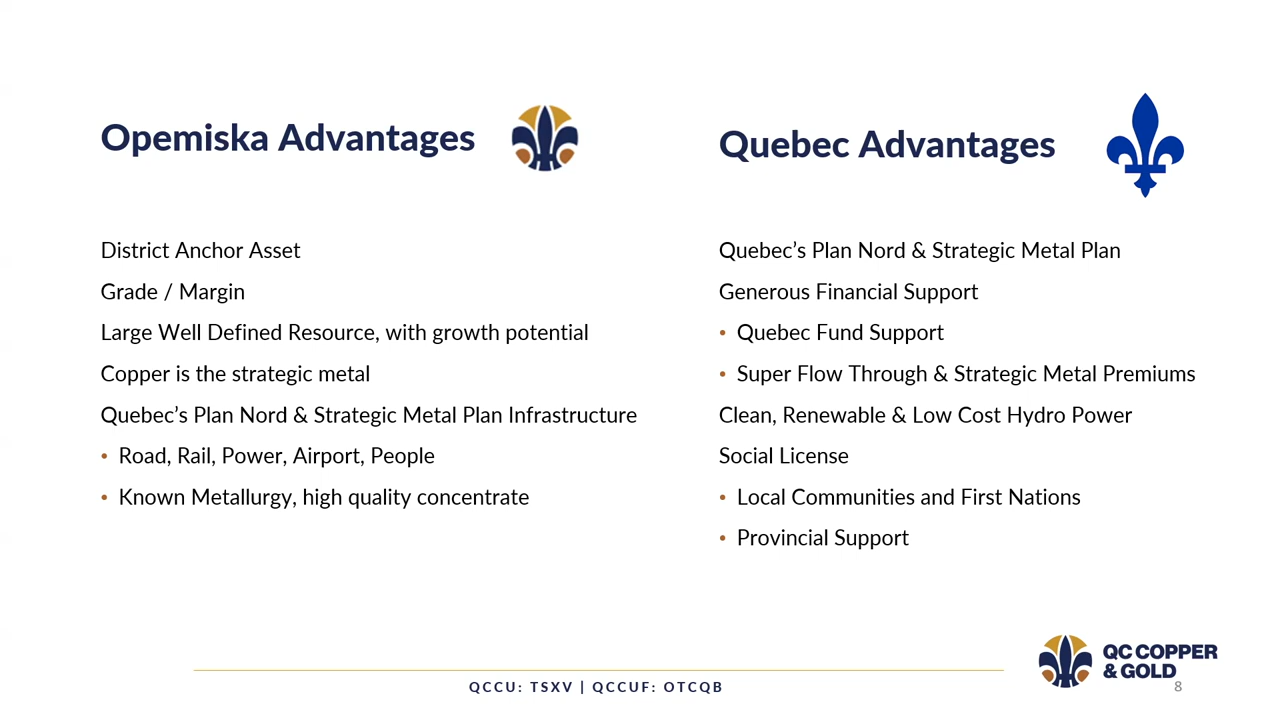 Opemiska Advantages
District Anchor Asset
Grade / Margin
Large Well Defined Resource, with growth potential
Copper is the strategic metal
Quebec’s Plan Nord & Strategic Metal Plan Infrastructure
• Road, Rail, Power, Airport, People
• Known Metallurgy, high quality concentrate
Quebec Advantages
Quebec’s Plan Nord & Strategic Metal Plan
Generous Financial Support
• Quebec Fund Support
• Super Flow Through & Strategic Metal Premiums
Clean, Renewable & Low Cost Hydro Power
Social License
• Local Communities and First Nations
• Provincial Support
QCCU: TSXV | QCCUF: OTCQB
QC COPPER
& GOLD
8